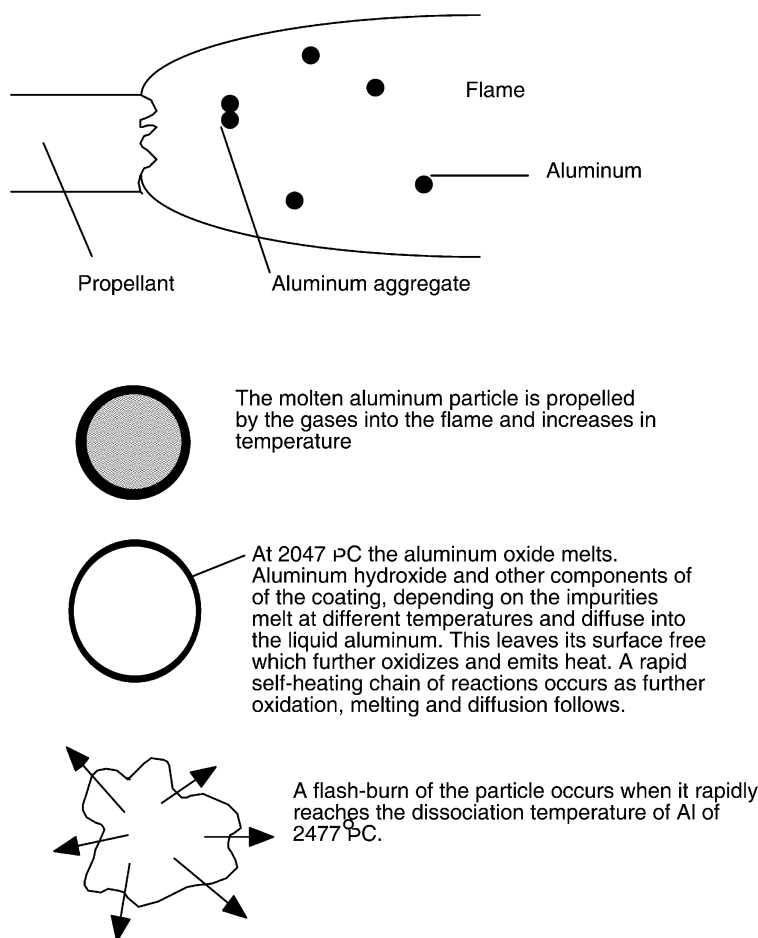 Flame
Aluminum
Propellant
Aluminum aggregate
The molten aluminum particle is propelled
by the gases into the flame and increases in
temperature
At 2047 ÞC the aluminum oxide melts.
Aluminum hydroxide and other components of
of the coating, depending on the impurities
melt at different temperatures and diffuse into
the liquid aluminum. This leaves its surface free
which further oxidizes and emits heat. A rapid
self-heating chain of reactions occurs as further
oxidation, melting and diffusion follows.
A flash-burn of the particle occurs when it rapidly
reaches the dissociation temperature of Al of
2477 ÞC.